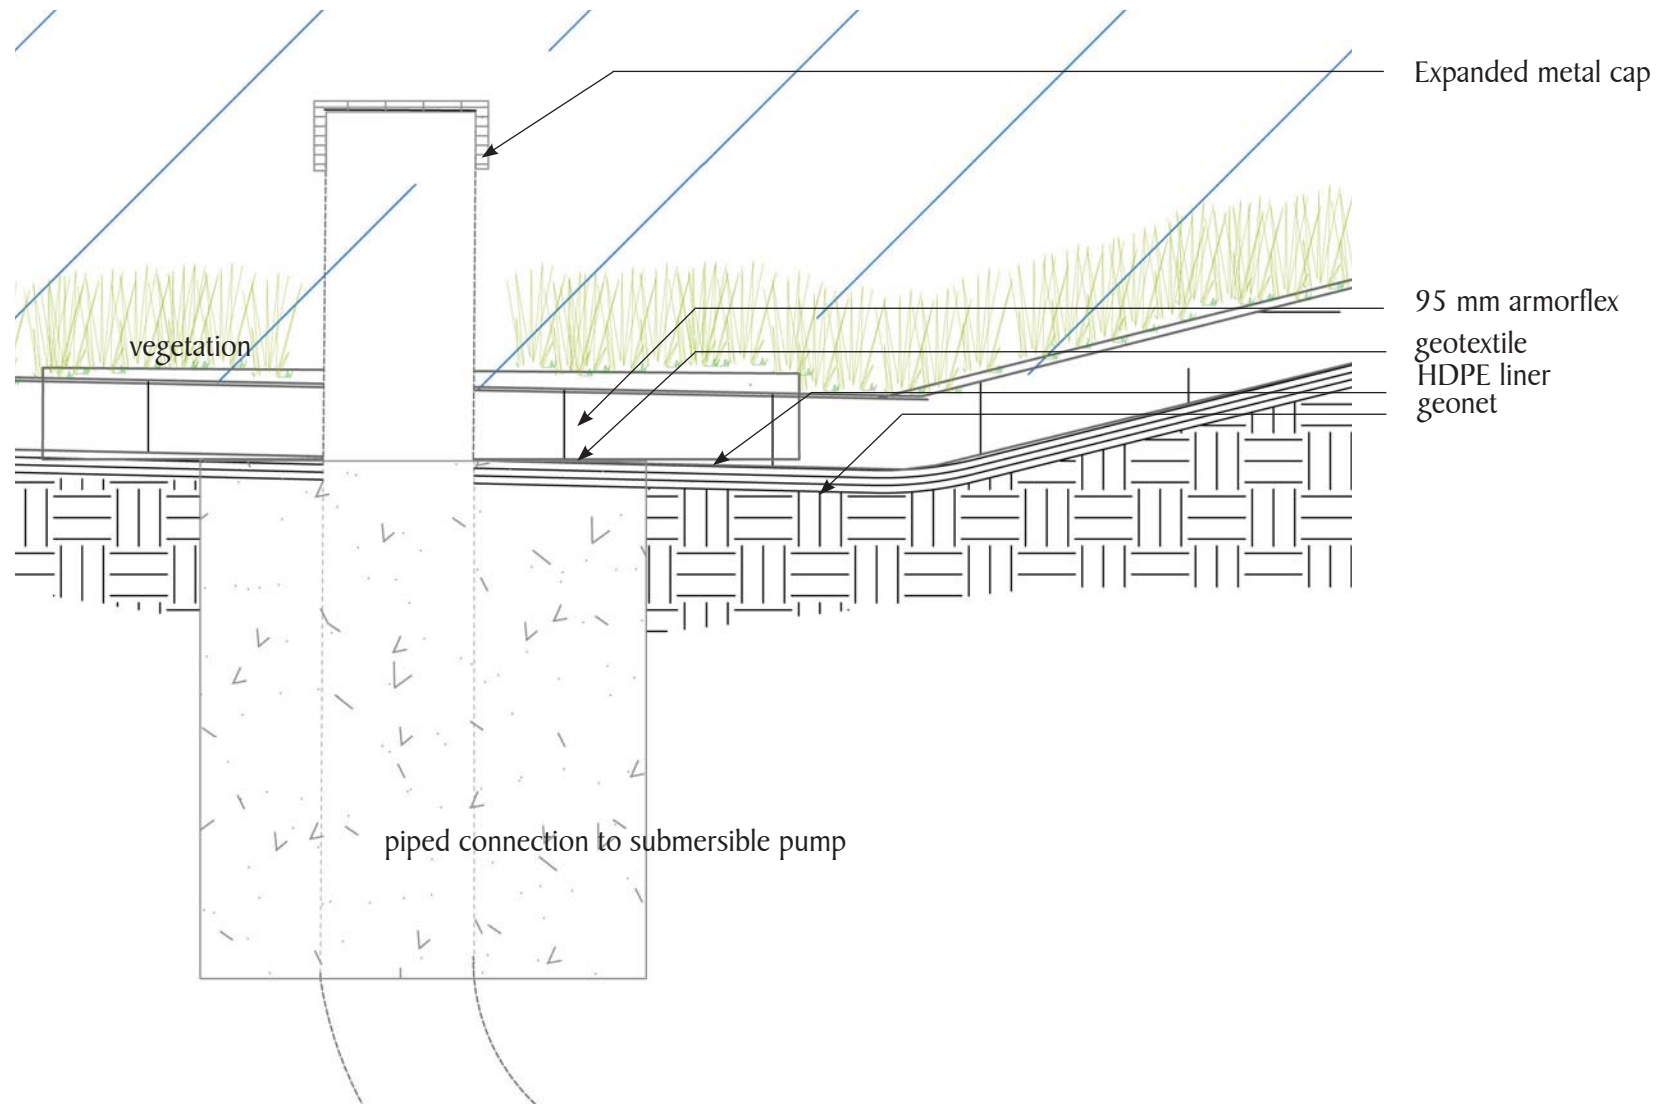 Expanded metal cap
95 mm armorflex
geotextile
HDPE liner
geonet
vegetation
piped connection to submersible pump